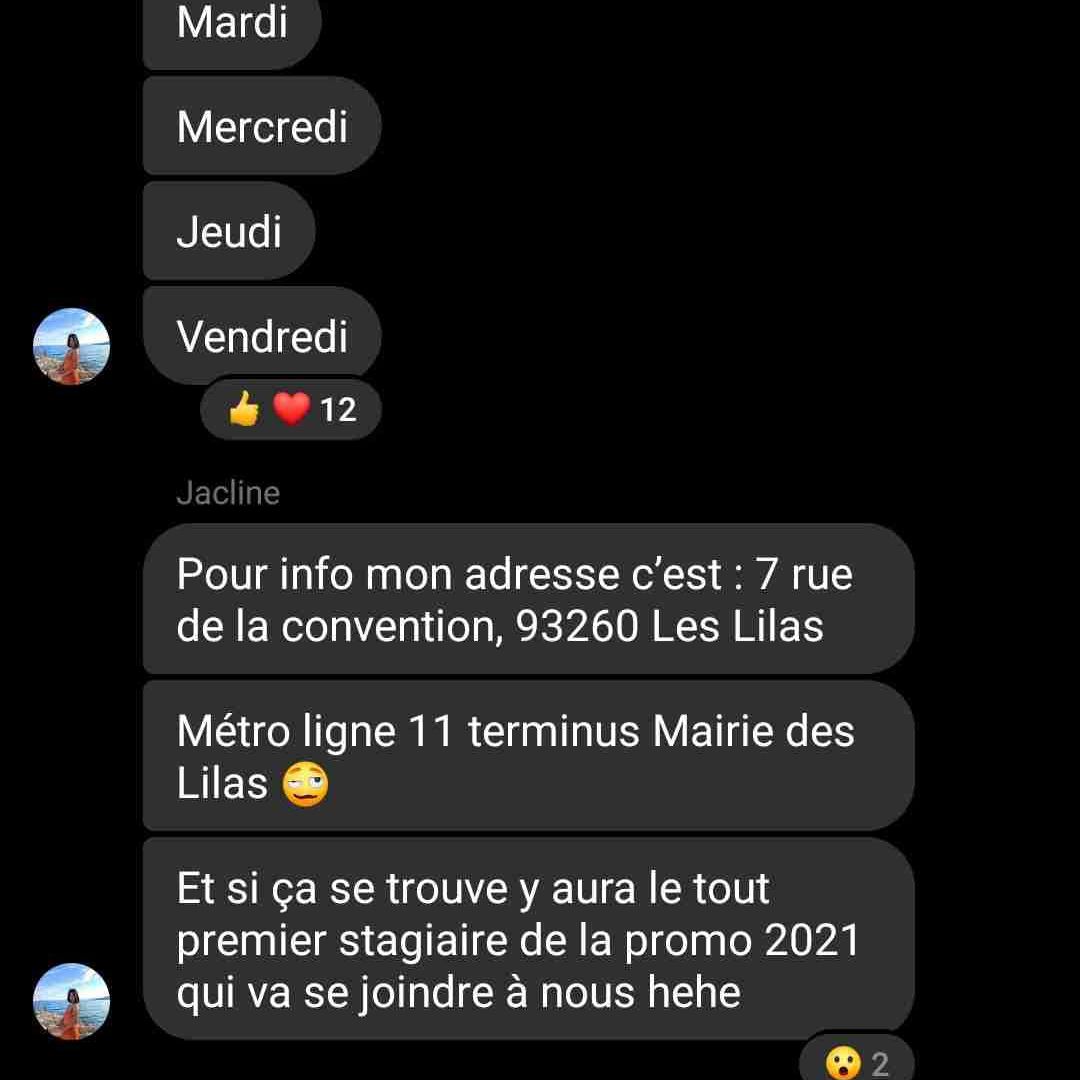 Mardi
Mercredi
Jeudi
Vendredi
👍❤️ 12
Jacline
Pour info mon adresse c’est : 7 rue
de la convention, 93260 Les Lilas
Métro ligne 11 terminus Mairie des
Lilas 🥴
Et si ça se trouve y aura le tout
premier stagiaire de la promo 2021
qui va se joindre à nous hehe
😮 2